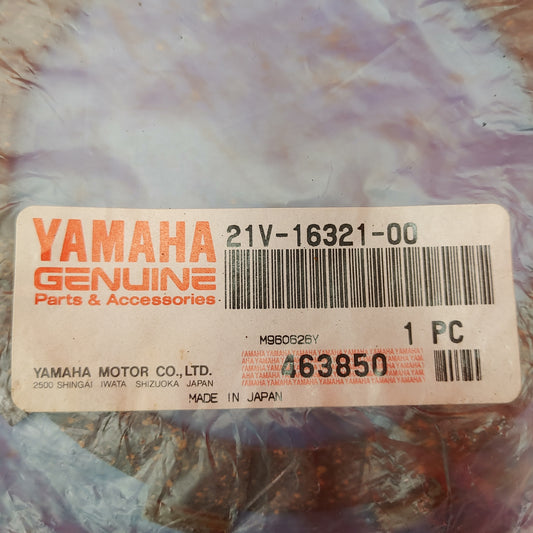 YAMAHA
GENUINE
Parts & Accessories
21V-16321-00
M960626Y
1 PC
YAMAHA MOTOR CO.,LTD.
2500 SHINGAI IWATA SHIZUOKA JAPAN
463850
MADE IN JAPAN